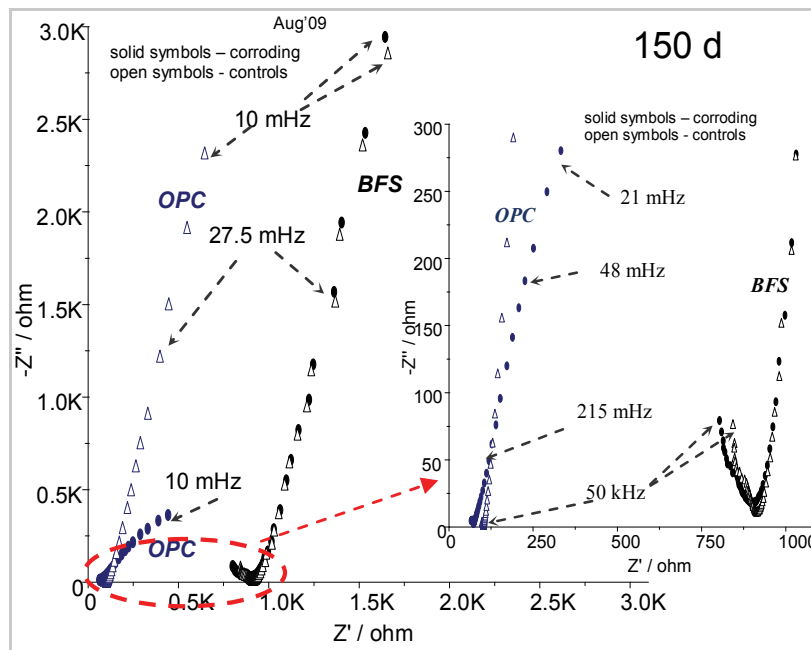 Aug'09
150 d
solid symbols – corroding
open symbols - controls
solid symbols – corroding
open symbols - controls
3.0K
2.5K
2.0K
1.5K
1.0K
0.5K
0
-Z" / ohm
0
0.5K
1.0K
1.5K
2.0K
2.5K
3.0K
Z' / ohm
10 mHz
OPC
BFS
27.5 mHz
10 mHz
OPC
300
250
200
150
100
50
0
-Z" / ohm
0
250
500
750
1000
Z' / ohm
OPC
21 mHz
48 mHz
BFS
215 mHz
50 kHz